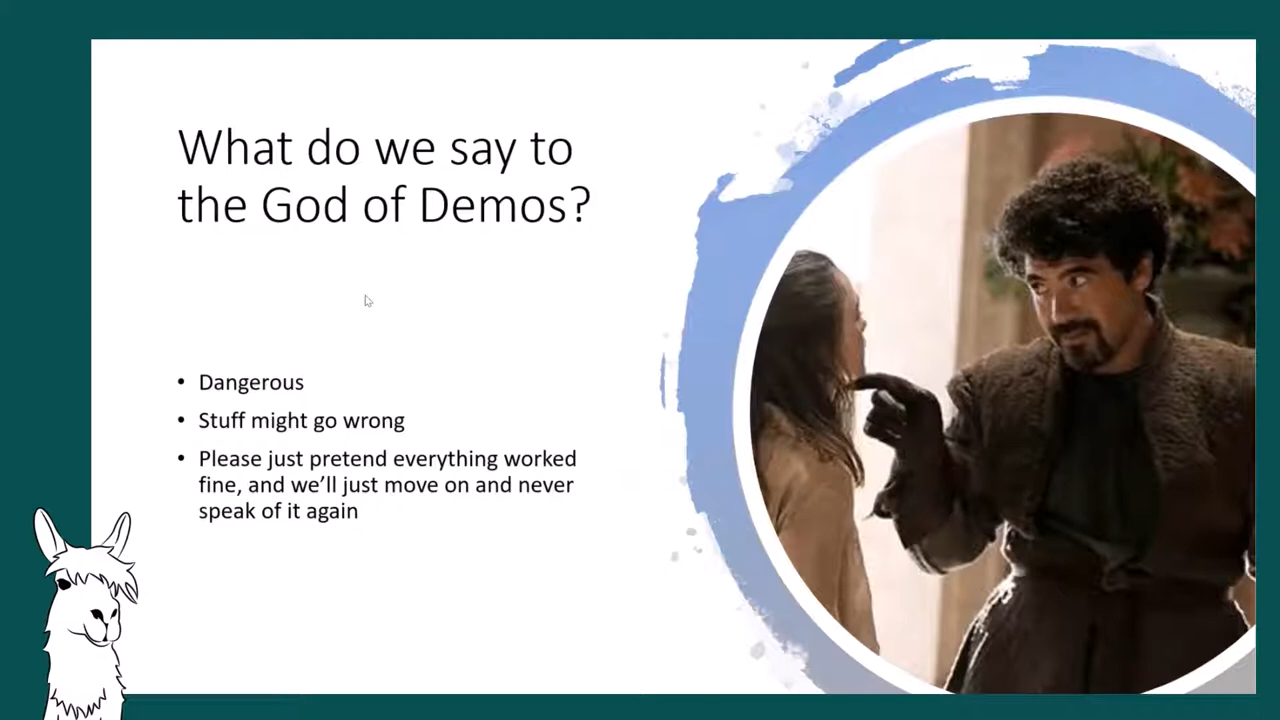 What do we say to
the God of Demos?
• Dangerous
• Stuff might go wrong
• Please just pretend everything worked
fine, and we’ll just move on and never
speak of it again